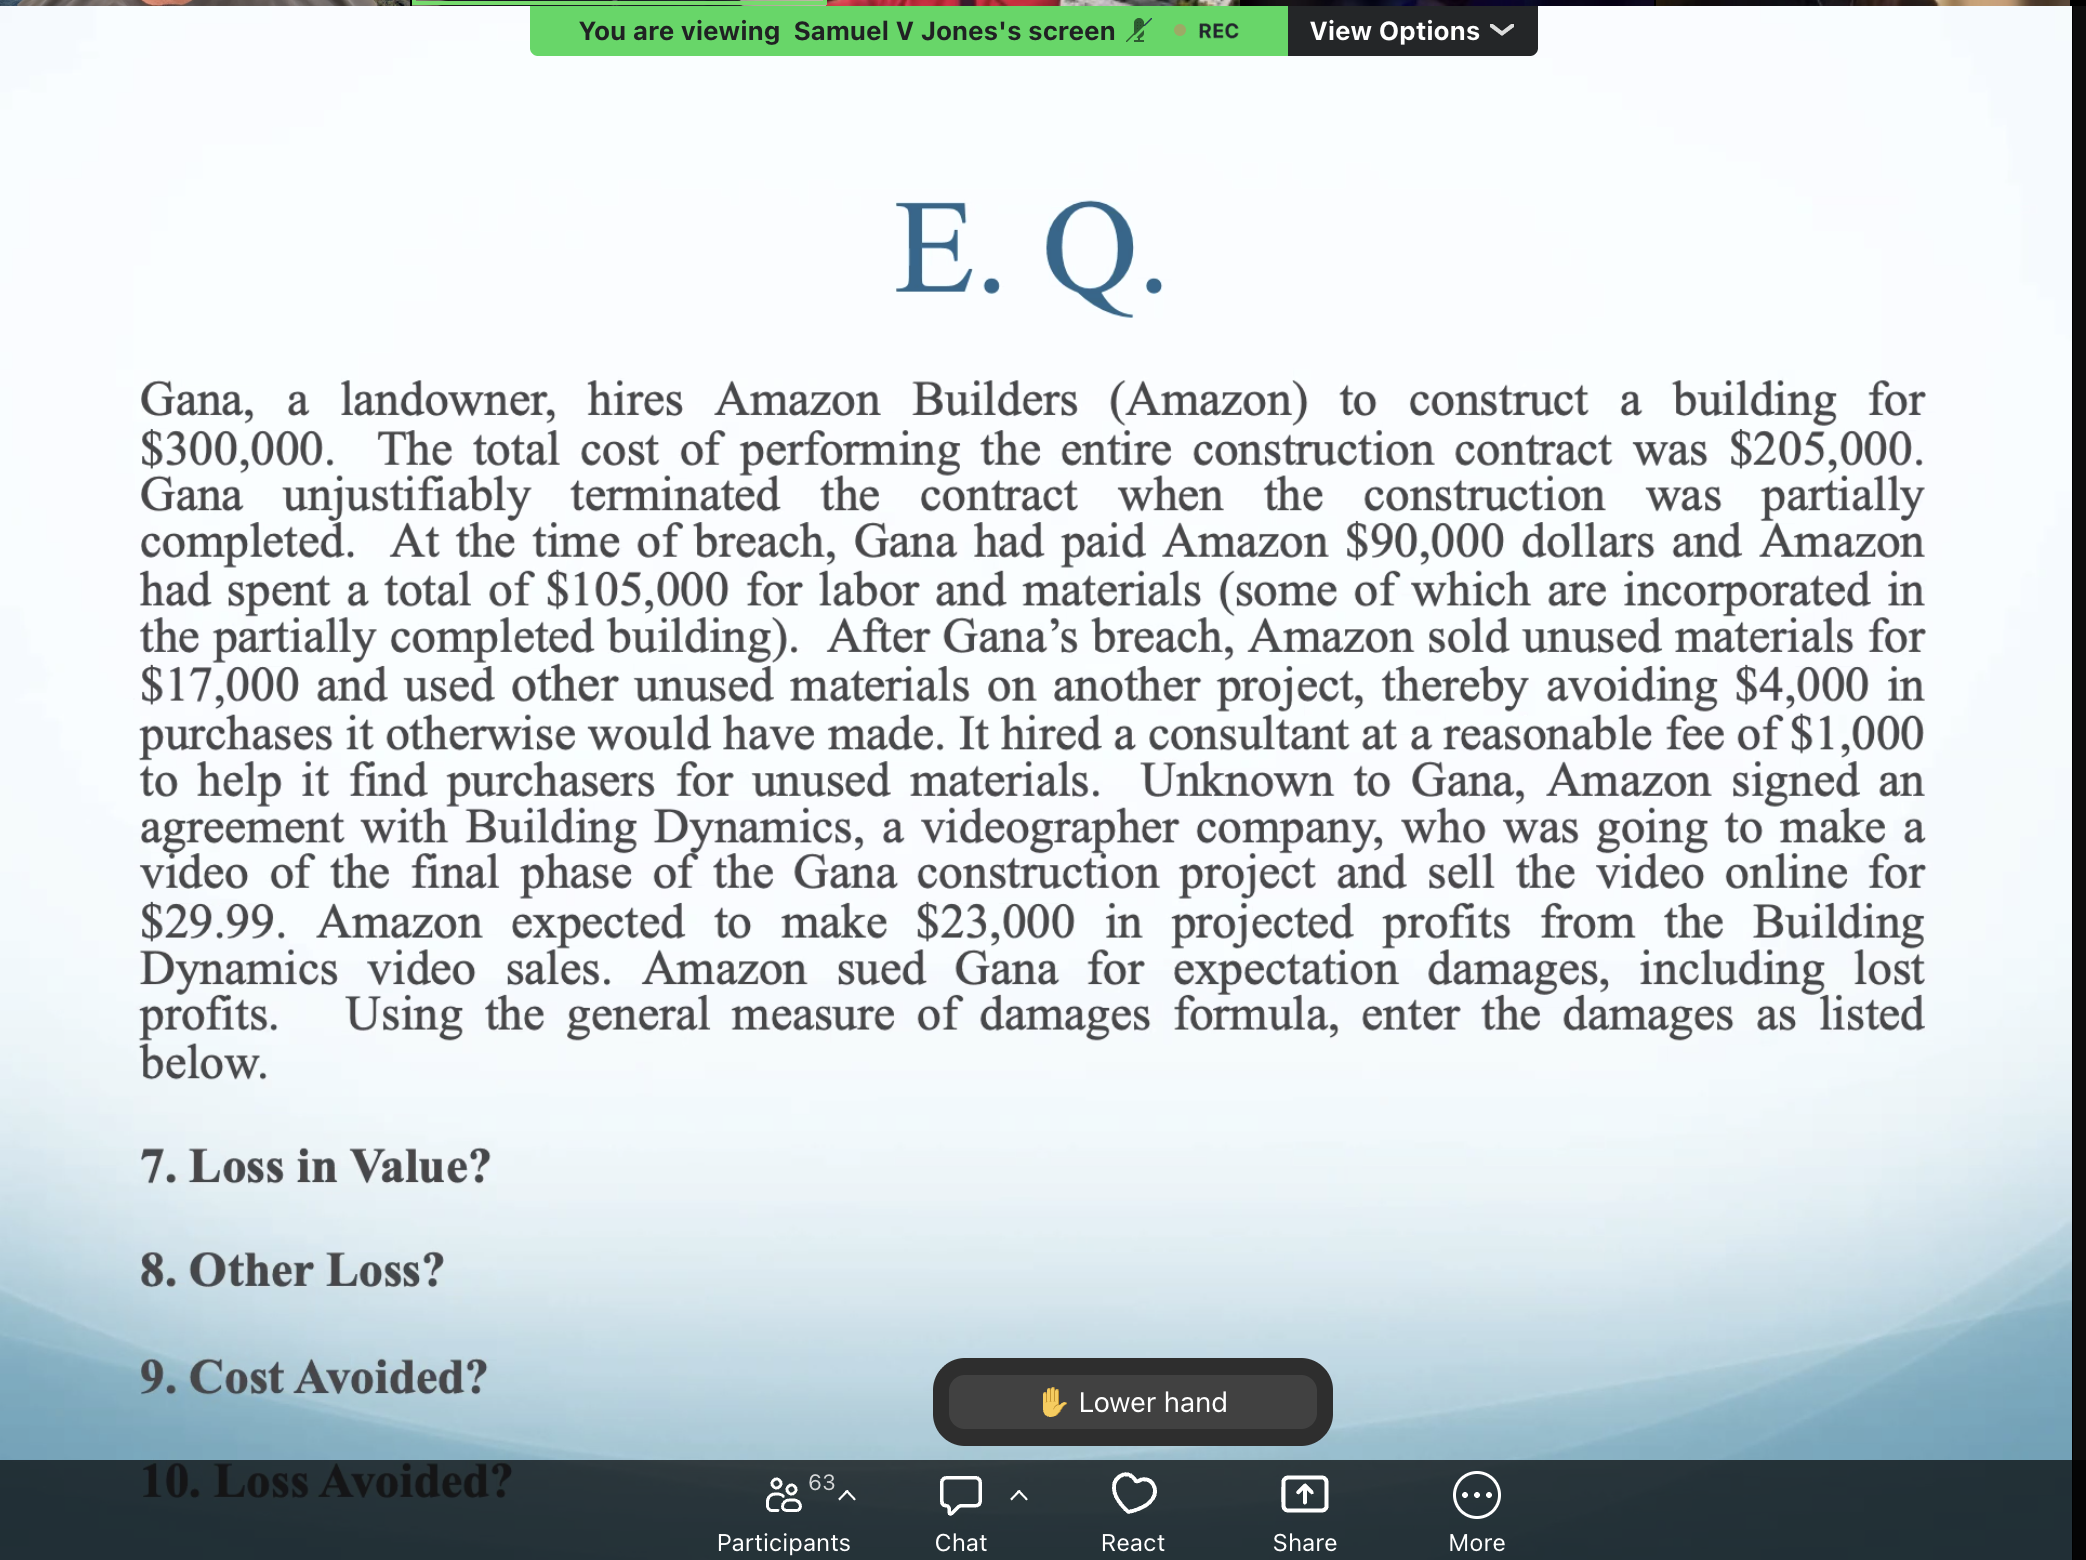 You are viewing Samuel V Jones's screen REC View Options
E. Q.
Gana, a landowner, hires Amazon Builders (Amazon) to construct a building for
$300,000. The total cost of performing the entire construction contract was $205,000.
Gana unjustifiably terminated the contract when the construction was partially
completed. At the time of breach, Gana had paid Amazon $90,000 dollars and Amazon
had spent a total of $105,000 for labor and materials (some of which are incorporated in
the partially completed building). After Gana’s breach, Amazon sold unused materials for
$17,000 and used other unused materials on another project, thereby avoiding $4,000 in
purchases it otherwise would have made. It hired a consultant at a reasonable fee of $1,000
to help it find purchasers for unused materials. Unknown to Gana, Amazon signed an
agreement with Building Dynamics, a videographer company, who was going to make a
video of the final phase of the Gana construction project and sell the video online for
$29.99. Amazon expected to make $23,000 in projected profits from the Building
Dynamics video sales. Amazon sued Gana for expectation damages, including lost
profits. Using the general measure of damages formula, enter the damages as listed
below.
7. Loss in Value?
8. Other Loss?
9. Cost Avoided?
Lower hand
10. Loss Avoided?
63
Participants Chat React Share More